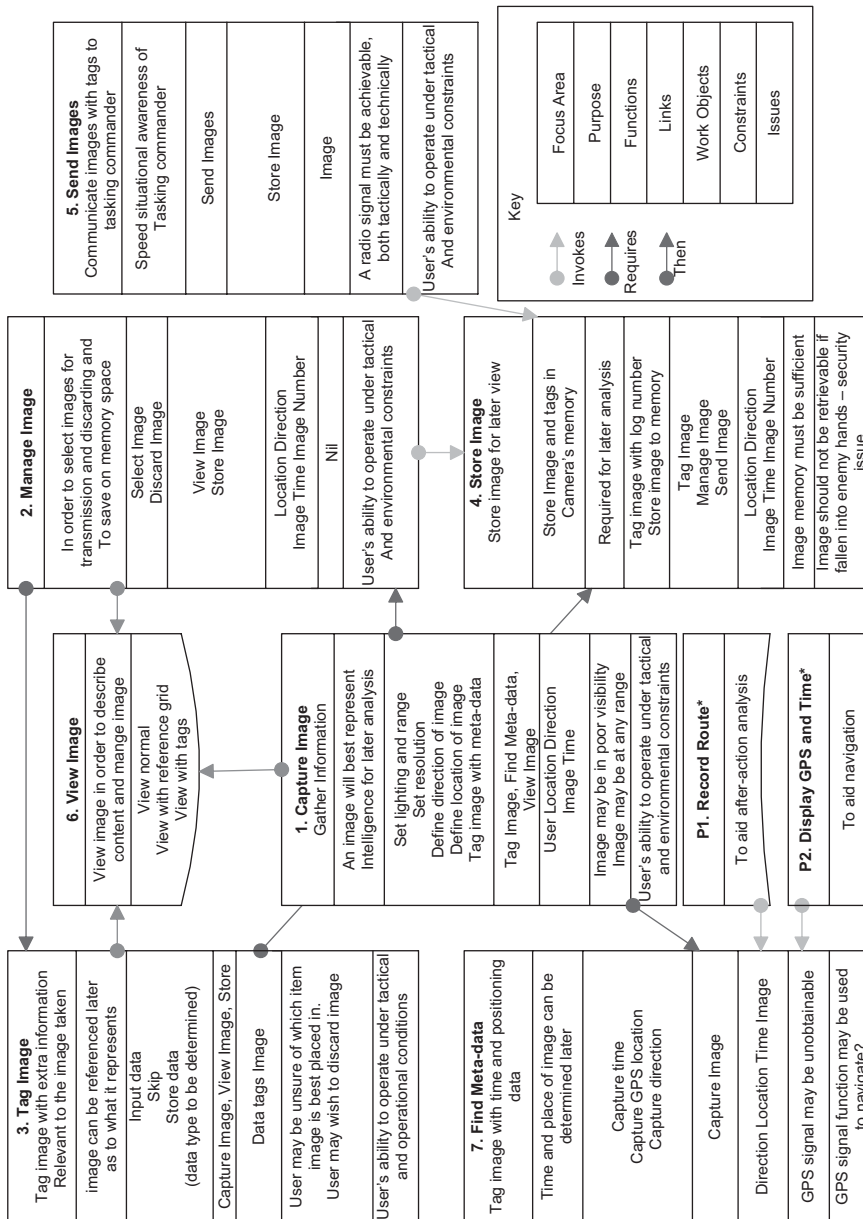 3. Tag Image
Tag image with extra information
Relevant to the image taken
image can be referenced later
as to what it represents
Input data
Skip
Store data
(data type to be determined)
Capture Image, View Image, Store
Data tags Image
User may be unsure of which item
image is best placed in.
User may wish to discard image
User's ability to operate under tactical
and operational conditions
6. View Image
View image in order to describe
content and mange image
View normal
View with reference grid
View with tags
2. Manage Image
In order to select images for
transmission and discarding and
To save on memory space
Select Image
Discard Image
View Image
Store Image
Location Direction
Image Time Image Number
Nil
User's ability to operate under tactical
And environmental constraints
5. Send Images
Communicate images with tags to
tasking commander
Speed situational awareness of
Tasking commander
Send Images
Store Image
Image
A radio signal must be achievable,
both tactically and technically
User's ability to operate under tactical
And environmental constraints
7. Find Meta-data
Tag image with time and positioning
data
Time and place of image can be
determined later
Capture time
Capture GPS location
Capture direction
Capture Image
Direction Location Time Image
GPS signal may be unobtainable
GPS signal function may be used
to navigate?
1. Capture Image
Gather Information
An image will best represent
Intelligence for later analysis
Set lighting and range
Set resolution
Define direction of image
Define location of image
Tag image with meta-data
Tag Image, Find Meta-data,
View Image
User Location Direction
Image Time
Image may be in poor visibility
Image may be at any range
User's ability to operate under tactical
and environmental constraints
P1. Record Route*
To aid after-action analysis
P2. Display GPS and Time*
To aid navigation
4. Store Image
Store image for later view
Store Image and tags in
Camera's memory
Required for later analysis
Tag image with log number
Store image to memory
Tag Image
Manage Image
Send Image
Location Direction
Image Time Image Number
Image memory must be sufficient
Image should not be retrievable if
fallen into enemy hands – security
issue
Key
Invokes
Requires
Then
Focus Area
Purpose
Functions
Links
Work Objects
Constraints
Issues